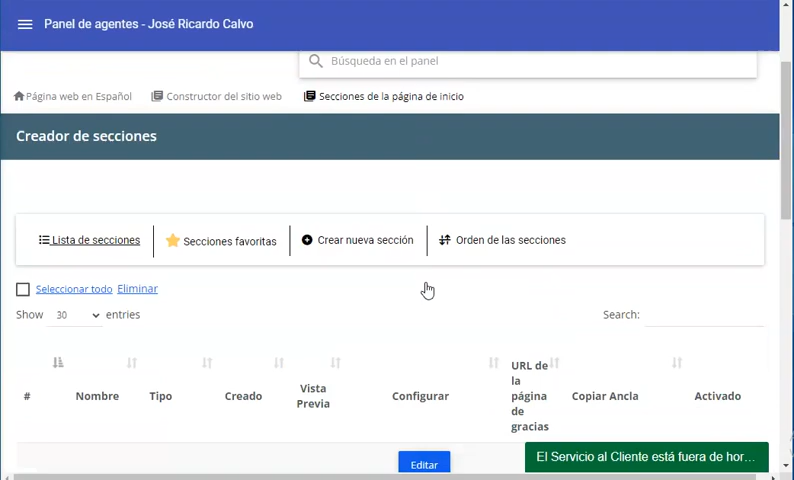 Panel de agentes - José Ricardo Calvo
Búsqueda en el panel
Página web en Español Constructor del sitio web Secciones de la página de inicio
Creador de secciones
Lista de secciones Secciones favoritas Crear nueva sección Orden de las secciones
Seleccionar todo Eliminar
Show 30 entries Search:
# Nombre Tipo Creado Vista Previa Configurar URL de la página de gracias Copiar Ancla Activado
Editar
El Servicio al Cliente está fuera de hor...